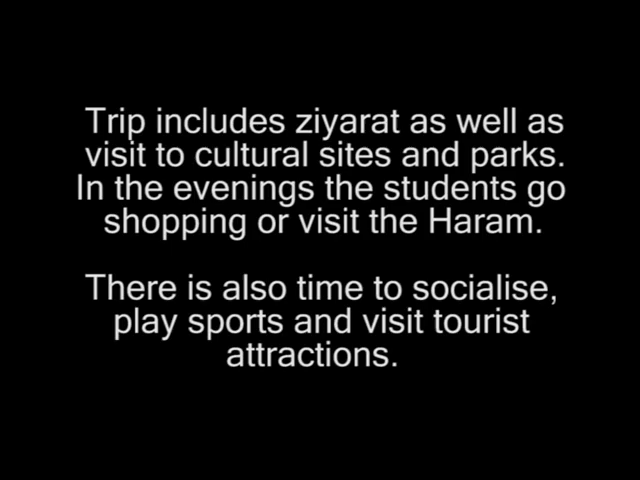 Trip includes ziyarat as well as
visit to cultural sites and parks.
In the evenings the students go
shopping or visit the Haram.
There is also time to socialise,
play sports and visit tourist
attractions.